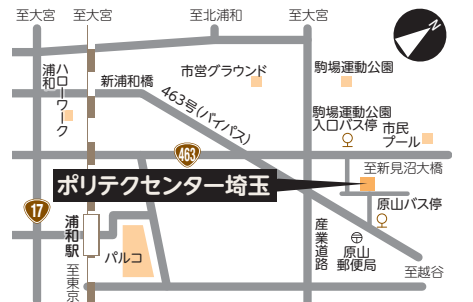 至大宮
至大宮
至北浦和
至大宮
N
ハローワーク
浦和
新浦和橋
市営グラウンド
駒場運動公園
463号(バイパス)
駒場運動公園
入口バス停
市民
プール
463
至新見沼大橋
ポリテクセンター埼玉
17
浦和駅
パルコ
産業道路
原山バス停
原山
郵便局
至東京
至越谷